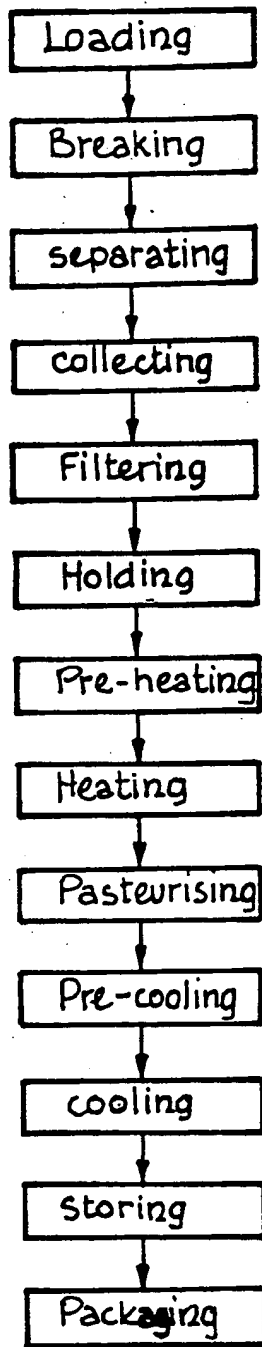 Loading
Breaking
separating
collecting
Filtering
Holding
Pre-heating
Heating
Pasteurising
Pre-cooling
cooling
storing
Packaging